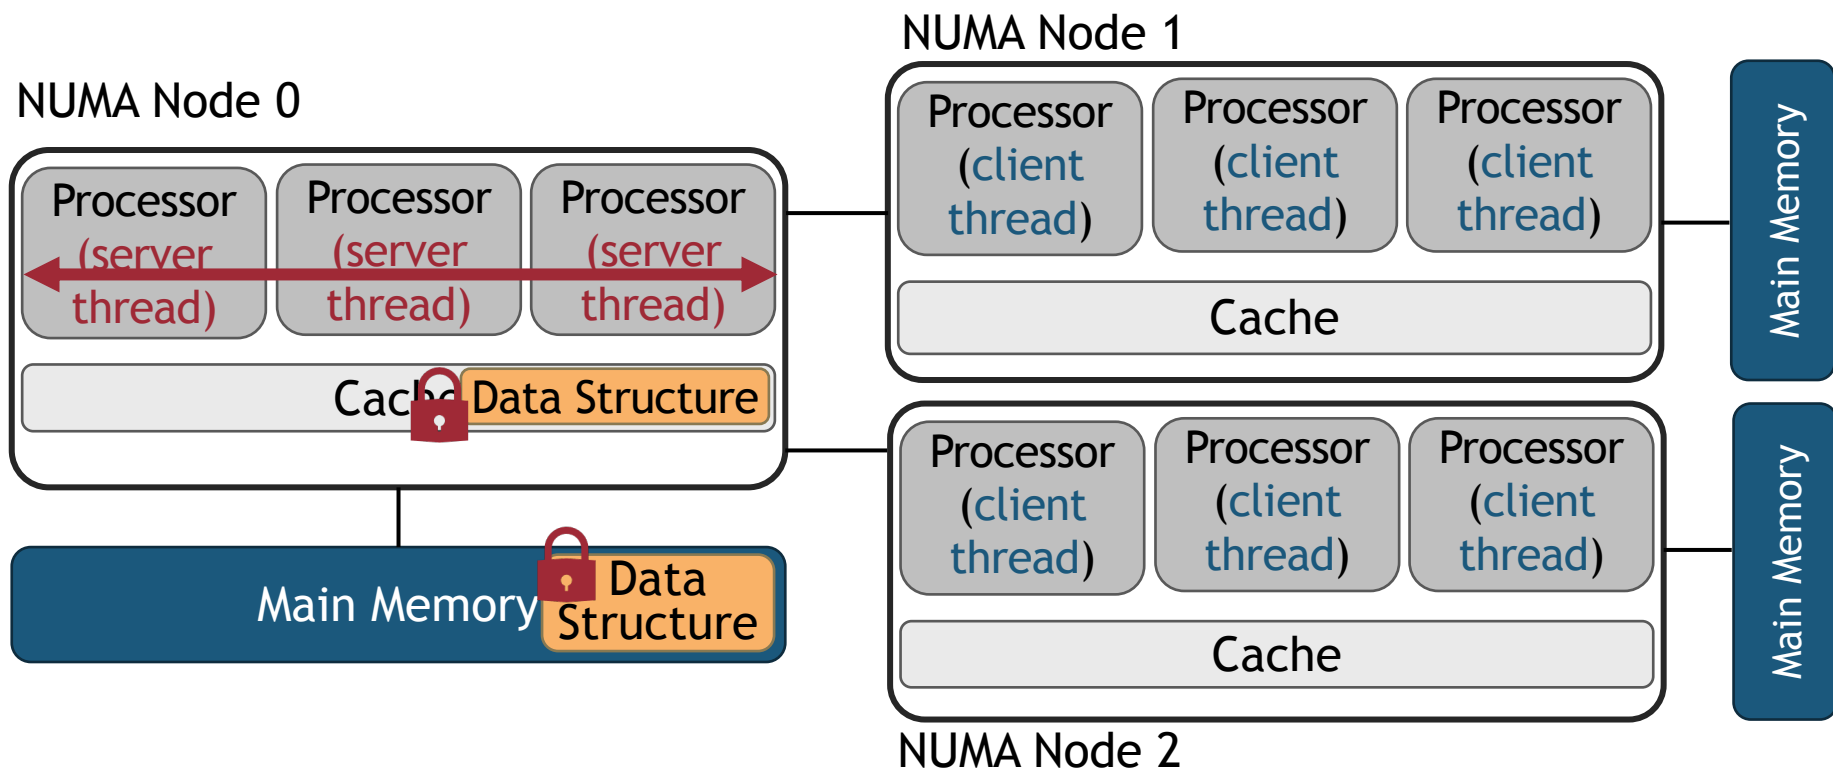 NUMA Node 0
Processor
(server
thread)
Processor
(server
thread)
Processor
(server
thread)
Cache
Data Structure
Main Memory
Data
Structure
NUMA Node 1
Processor
(client
thread)
Processor
(client
thread)
Processor
(client
thread)
Cache
Main Memory
Processor
(client
thread)
Processor
(client
thread)
Processor
(client
thread)
Cache
Main Memory
NUMA Node 2